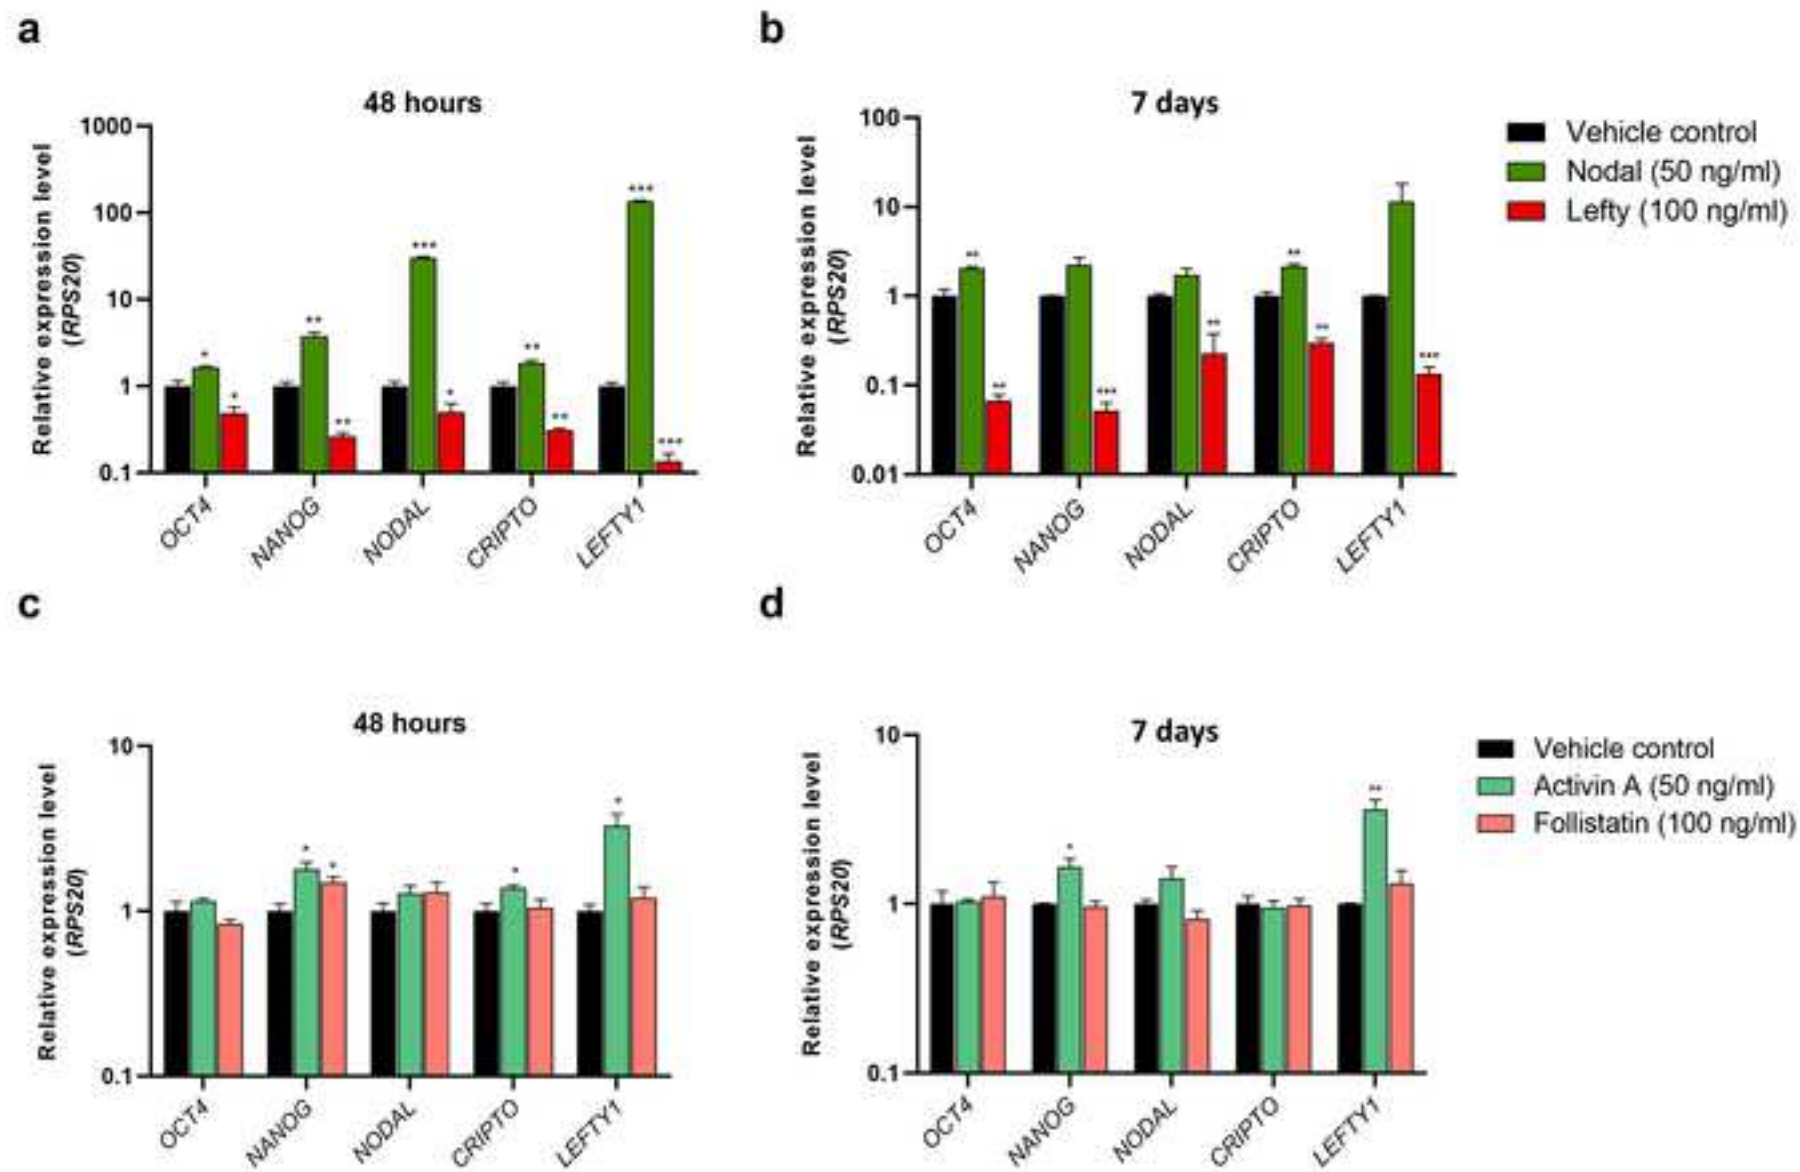 a
48 hours
Relative expression level
(RPS20)
1000
100
10
1
0.1
*
*
**
**
***
*
**
**
***
***
OCT4
NANOG
NODAL
CRIPTO
LEFTY1
b
7 days
Relative expression level
(RPS20)
100
10
1
0.1
0.01
**
**
***
**
**
**
***
OCT4
NANOG
NODAL
CRIPTO
LEFTY1
Vehicle control
Nodal (50 ng/ml)
Lefty (100 ng/ml)
c
48 hours
Relative expression level
(RPS20)
10
1
0.1
*
*
*
*
OCT4
NANOG
NODAL
CRIPTO
LEFTY1
d
7 days
Relative expression level
(RPS20)
10
1
0.1
*
**
OCT4
NANOG
NODAL
CRIPTO
LEFTY1
Vehicle control
Activin A (50 ng/ml)
Follistatin (100 ng/ml)